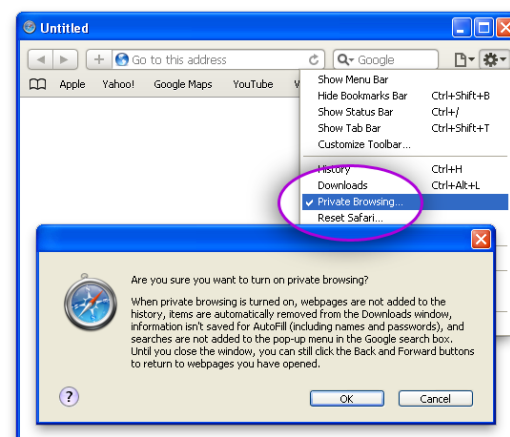 Untitled
Go to this address
Google
Apple Yahoo! Google Maps YouTube
Show Menu Bar
Hide Bookmarks Bar Ctrl+Shift+B
Show Status Bar Ctrl+/
Show Tab Bar Ctrl+Shift+T
Customize Toolbar...
History Ctrl+H
Downloads Ctrl+Alt+L
Private Browsing...
Reset Safari...
Are you sure you want to turn on private browsing?
When private browsing is turned on, webpages are not added to the
history, items are automatically removed from the Downloads window,
information isn't saved for AutoFill (including names and passwords), and
searches are not added to the pop-up menu in the Google search box.
Until you close the window, you can still click the Back and Forward buttons
to return to webpages you have opened.
?
OK Cancel